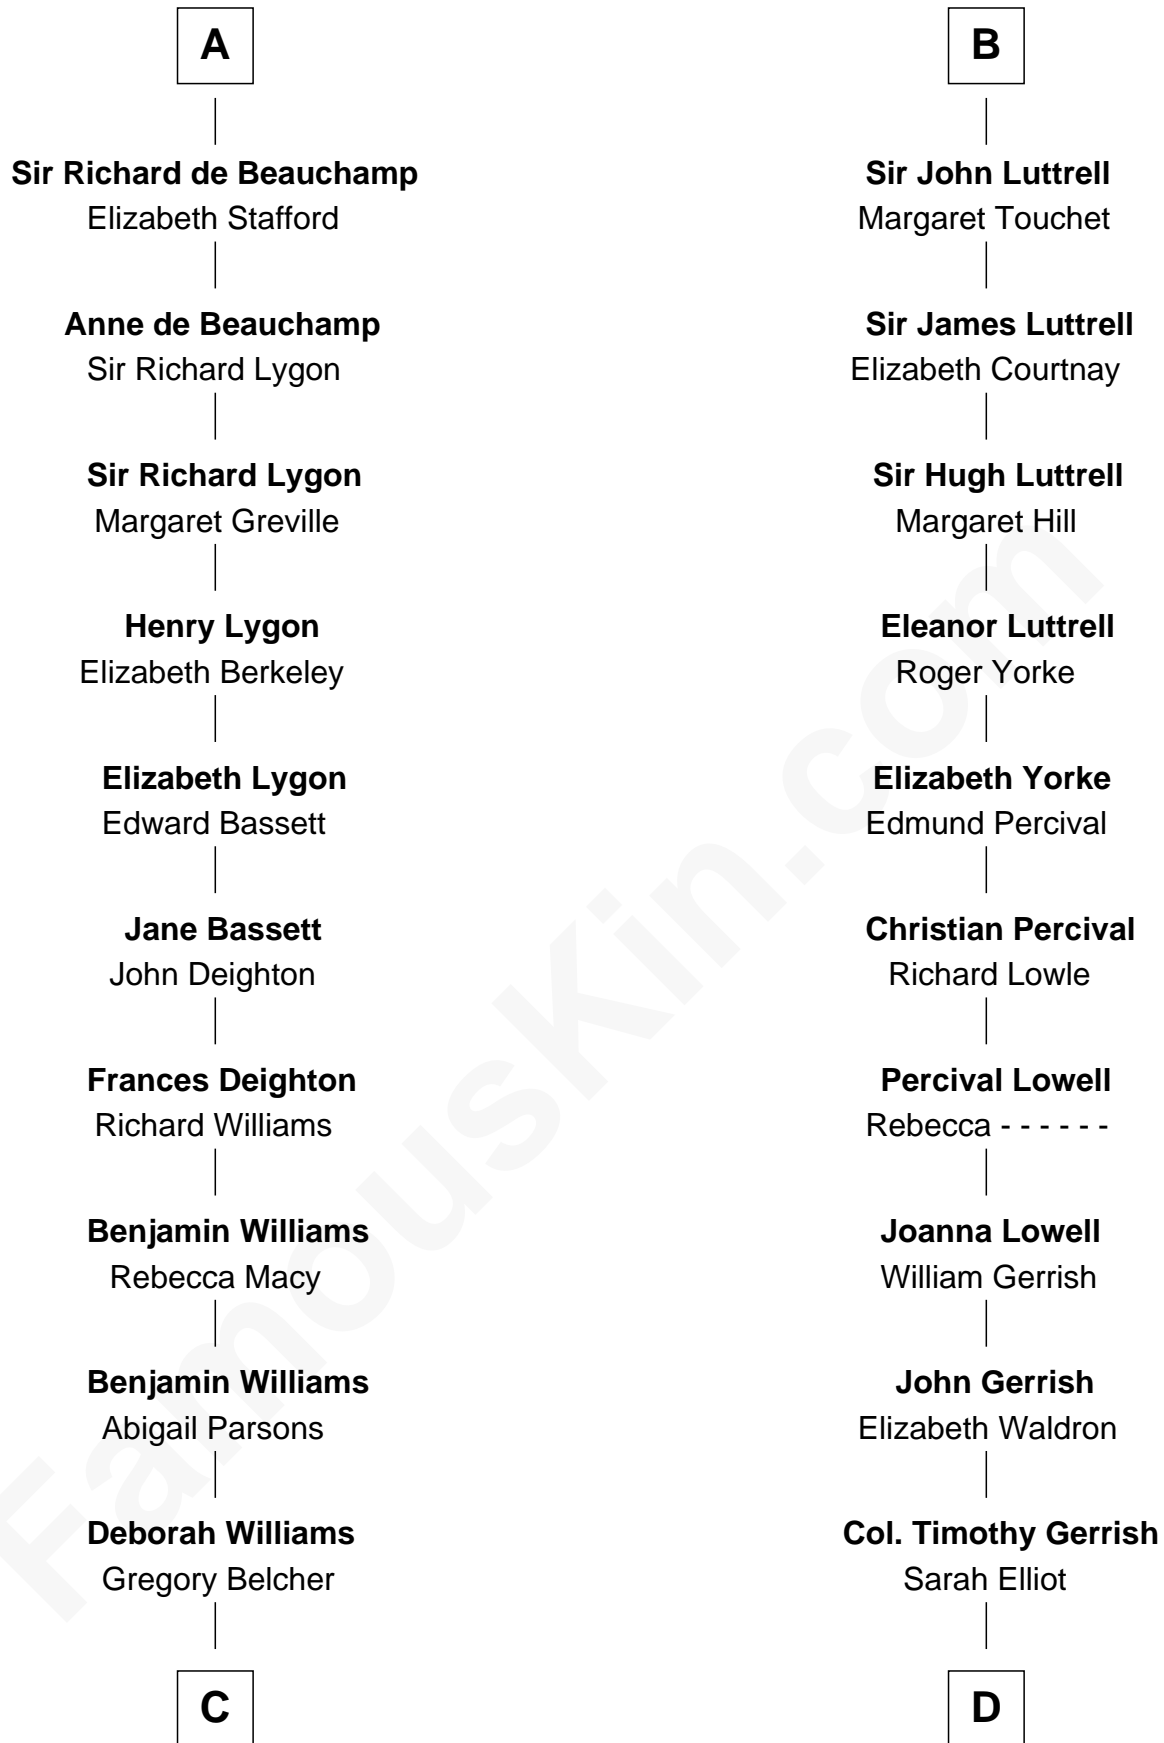 A
Sir Richard de Beauchamp
Elizabeth Stafford
Anne de Beauchamp
Sir Richard Lygon
Sir Richard Lygon
Margaret Greville
Henry Lygon
Elizabeth Berkeley
Elizabeth Lygon
Edward Bassett
Jane Bassett
John Deighton
Frances Deighton
Richard Williams
Benjamin Williams
Rebecca Macy
Benjamin Williams
Abigail Parsons
Deborah Williams
Gregory Belcher
C
B
Sir John Luttrell
Margaret Touchet
Sir James Luttrell
Elizabeth Courtnay
Sir Hugh Luttrell
Margaret Hill
Eleanor Luttrell
Roger Yorke
Elizabeth Yorke
Edmund Percival
Christian Percival
Richard Lowle
Percival Lowell
Rebecca - - - - - -
Joanna Lowell
William Gerrish
John Gerrish
Elizabeth Waldron
Col. Timothy Gerrish
Sarah Elliot
D
FamousKin.com